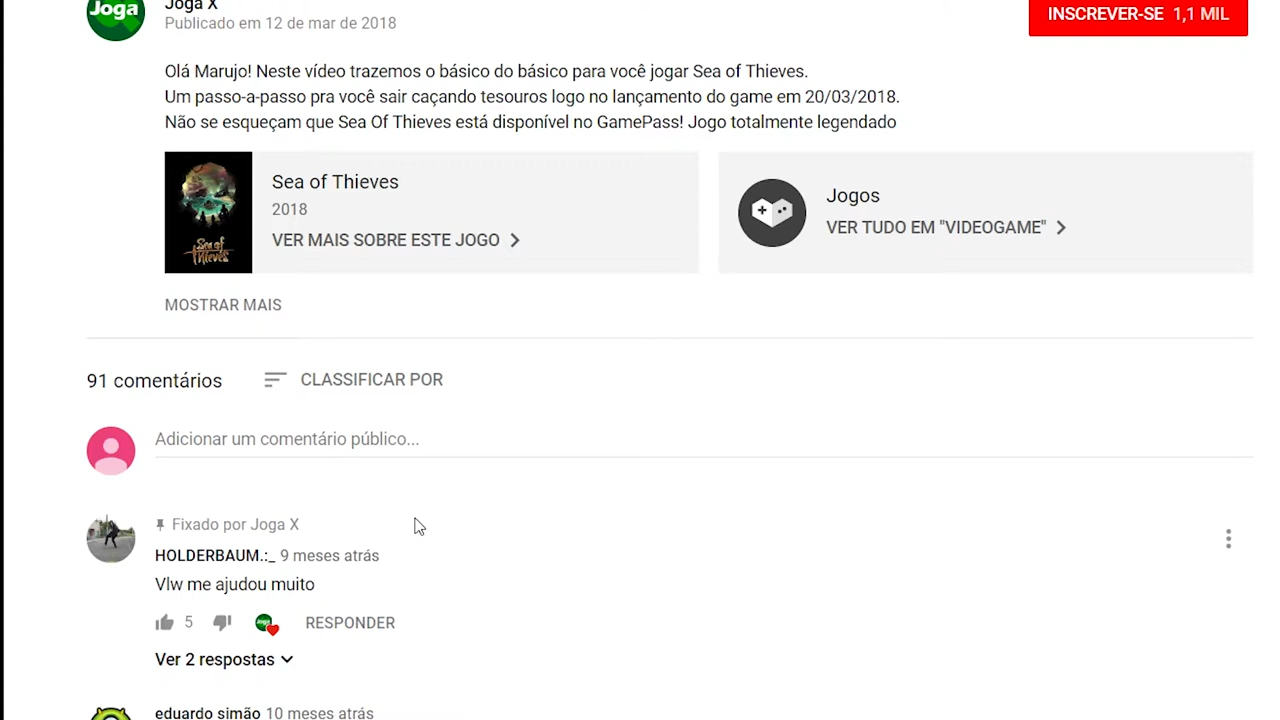 Joga X
Joga
Publicado em 12 de mar de 2018
INSCREVER-SE 1,1 MIL
Olá Marujo! Neste vídeo trazemos o básico do básico para você jogar Sea of Thieves.
Um passo-a-passo pra você sair caçando tesouros logo no lançamento do game em 20/03/2018.
Não se esqueçam que Sea Of Thieves está disponível no GamePass! Jogo totalmente legendado
Sea of Thieves
2018
VER MAIS SOBRE ESTE JOGO
Sea of
Thieves
Jogos
VER TUDO EM "VIDEOGAME"
MOSTRAR MAIS
91 comentários
CLASSIFICAR POR
Adicionar um comentário público...
Fixado por Joga X
HOLDERBAUM.:_ 9 meses atrás
Vlw me ajudou muito
5
Joga
RESPONDER
Ver 2 respostas
eduardo simão 10 meses atrás